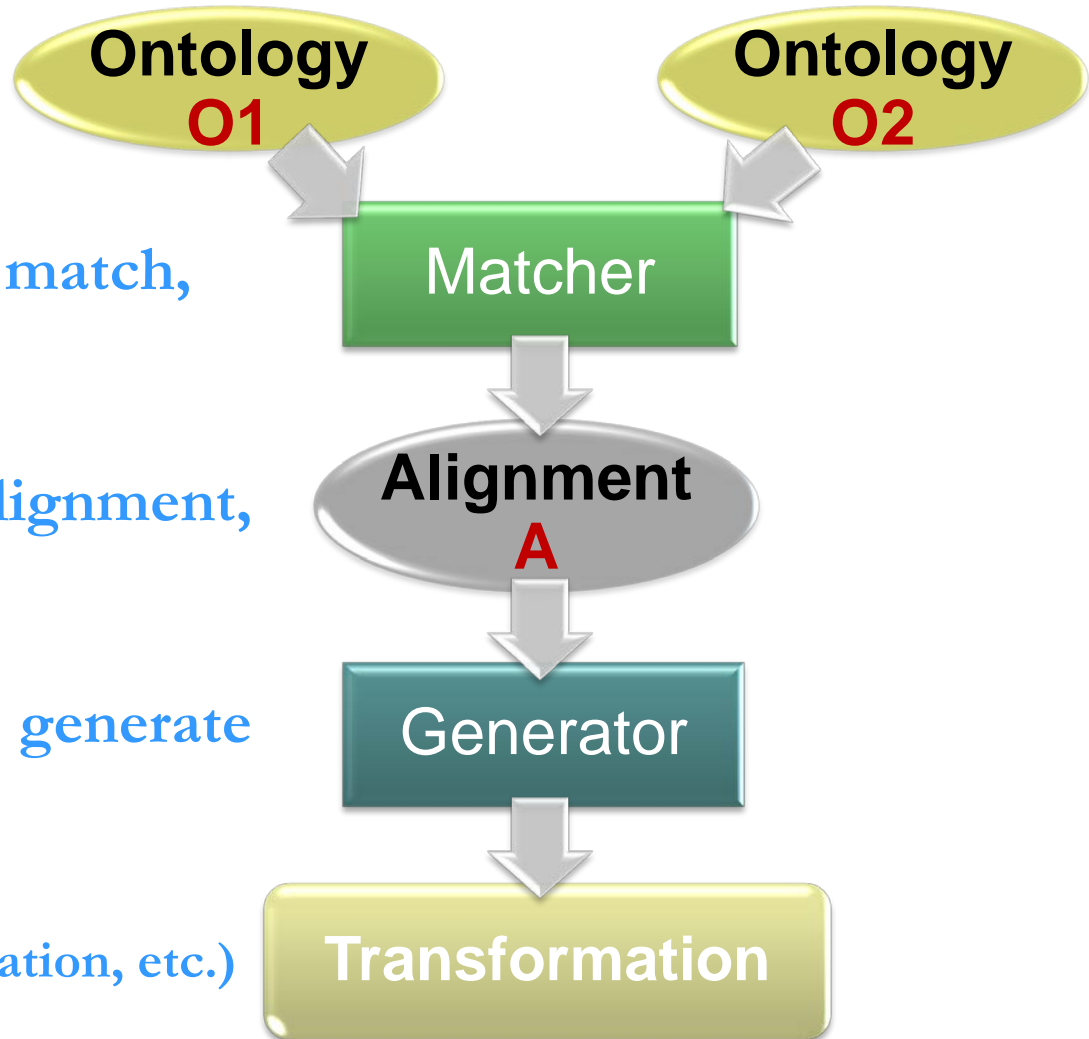 Ontology
O1
Ontology
O2
match,
Matcher
lignment,
Alignment
A
generate
Generator
ation, etc.)
Transformation